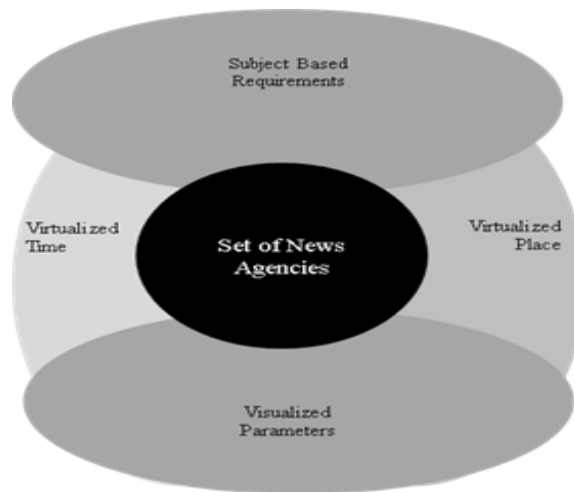 Subject Based
Requirements
Virtualized
Time
Virtualized
Place
Set of News
Agencies
Visualized
Parameters